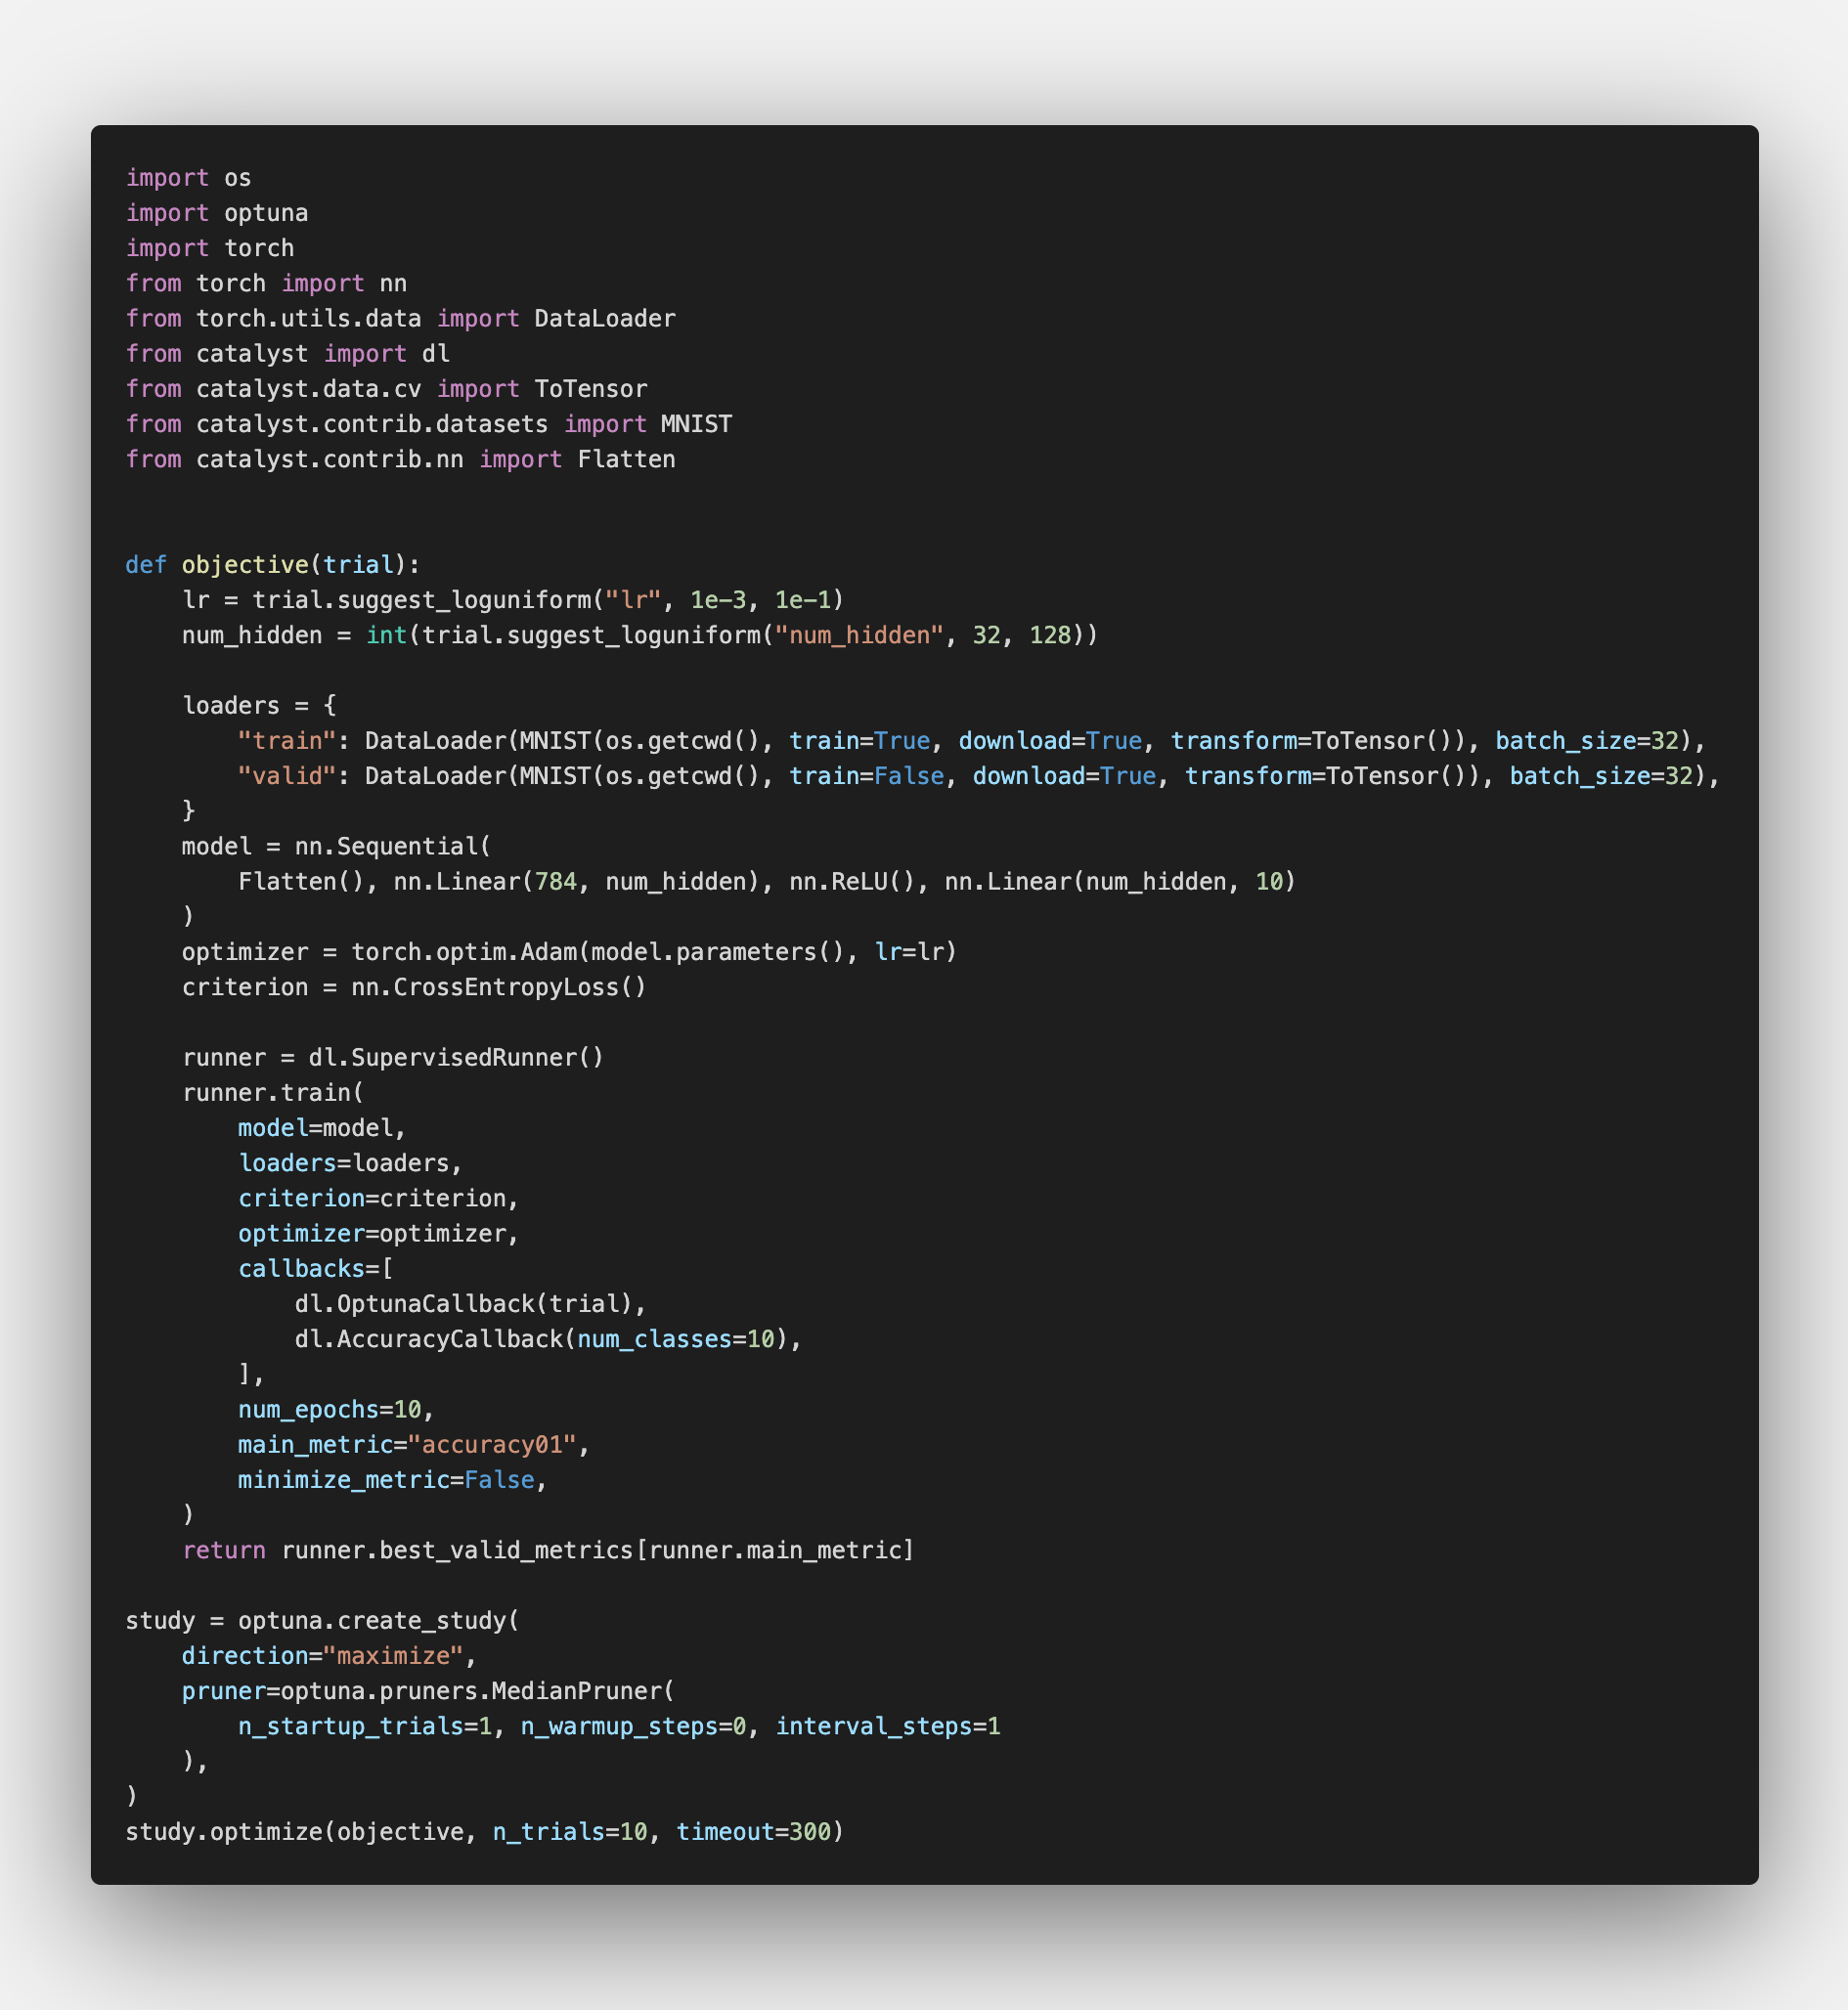 import os
import optuna
import torch
from torch import nn
from torch.utils.data import DataLoader
from catalyst import dl
from catalyst.data.cv import ToTensor
from catalyst.contrib.datasets import MNIST
from catalyst.contrib.nn import Flatten


def objective(trial):
    lr = trial.suggest_loguniform("lr", 1e-3, 1e-1)
    num_hidden = int(trial.suggest_loguniform("num_hidden", 32, 128))

    loaders = {
        "train": DataLoader(MNIST(os.getcwd(), train=True, download=True, transform=ToTensor()), batch_size=32),
        "valid": DataLoader(MNIST(os.getcwd(), train=False, download=True, transform=ToTensor()), batch_size=32),
    }
    model = nn.Sequential(
        Flatten(), nn.Linear(784, num_hidden), nn.ReLU(), nn.Linear(num_hidden, 10)
    )
    optimizer = torch.optim.Adam(model.parameters(), lr=lr)
    criterion = nn.CrossEntropyLoss()

    runner = dl.SupervisedRunner()
    runner.train(
        model=model,
        loaders=loaders,
        criterion=criterion,
        optimizer=optimizer,
        callbacks=[
            dl.OptunaCallback(trial),
            dl.AccuracyCallback(num_classes=10),
        ],
        num_epochs=10,
        main_metric="accuracy01",
        minimize_metric=False,
    )
    return runner.best_valid_metrics[runner.main_metric]

study = optuna.create_study(
    direction="maximize",
    pruner=optuna.pruners.MedianPruner(
        n_startup_trials=1, n_warmup_steps=0, interval_steps=1
    ),
)
study.optimize(objective, n_trials=10, timeout=300)